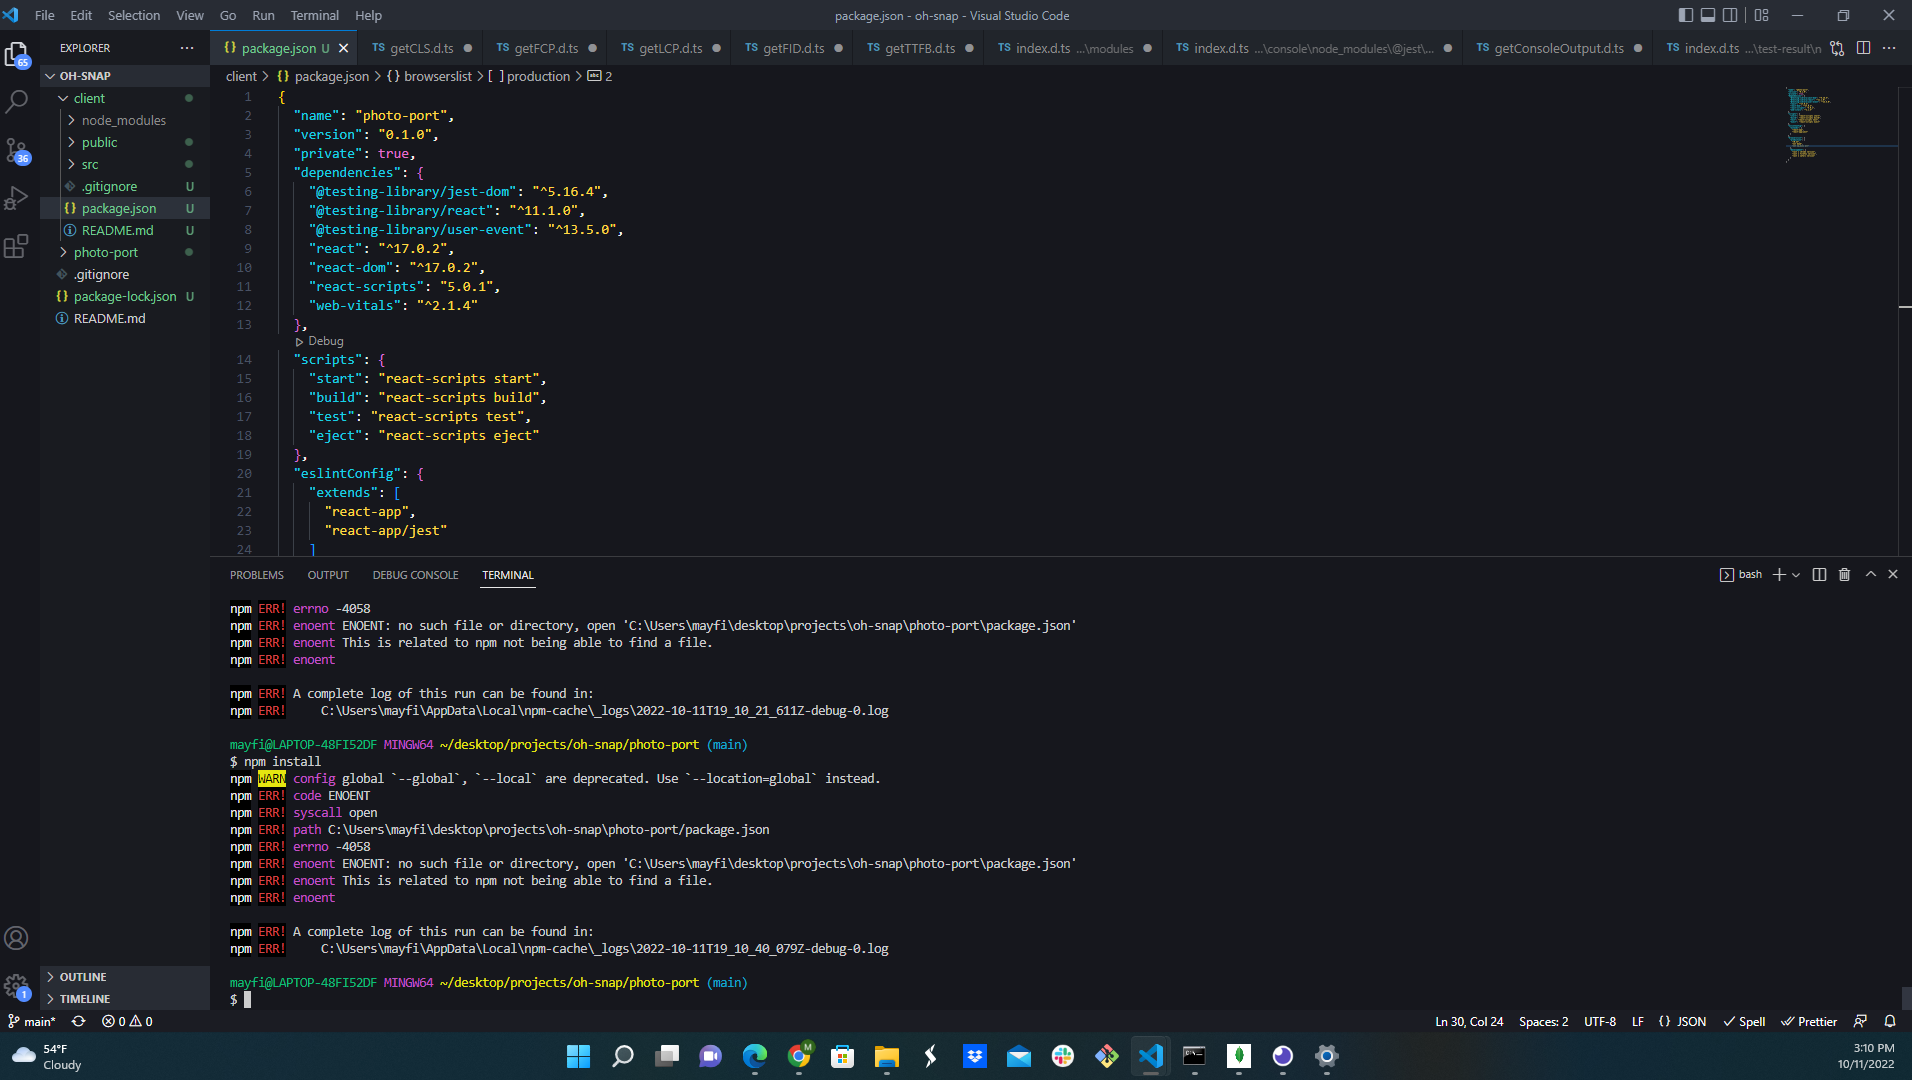 File Edit Selection View Go Run Terminal Help
package.json - oh-snap - Visual Studio Code
EXPLORER
65
36
1
OH-SNAP
client
node_modules
public
src
.gitignore U
package.json U
README.md U
photo-port
.gitignore
package-lock.json U
README.md
OUTLINE
TIMELINE
{} package.json U
TS getCLS.d.ts
TS getFCP.d.ts
TS getLCP.d.ts
TS getFID.d.ts
TS getTTFB.d.ts
TS index.d.ts ...\modules
TS index.d.ts ...\console\node_modules\@jest\...
TS getConsoleOutput.d.ts
TS index.d.ts ...\test-result\n
client > {} package.json > {} browserslist > [ ] production > abc 2
1 {
2 "name": "photo-port",
3 "version": "0.1.0",
4 "private": true,
5 "dependencies": {
6 "@testing-library/jest-dom": "^5.16.4",
7 "@testing-library/react": "^11.1.0",
8 "@testing-library/user-event": "^13.5.0",
9 "react": "^17.0.2",
10 "react-dom": "^17.0.2",
11 "react-scripts": "5.0.1",
12 "web-vitals": "^2.1.4"
13 },
Debug
14 "scripts": {
15 "start": "react-scripts start",
16 "build": "react-scripts build",
17 "test": "react-scripts test",
18 "eject": "react-scripts eject"
19 },
20 "eslintConfig": {
21 "extends": [
22 "react-app",
23 "react-app/jest"
24 ]
PROBLEMS OUTPUT DEBUG CONSOLE TERMINAL
bash
npm ERR! errno -4058
npm ERR! enoent ENOENT: no such file or directory, open 'C:\Users\mayfi\desktop\projects\oh-snap\photo-port\package.json'
npm ERR! enoent This is related to npm not being able to find a file.
npm ERR! enoent
npm ERR! A complete log of this run can be found in:
npm ERR! C:\Users\mayfi\AppData\Local\npm-cache\_logs\2022-10-11T19_10_21_611Z-debug-0.log
mayfi@LAPTOP-48FI52DF MINGW64 ~/desktop/projects/oh-snap/photo-port (main)
$ npm install
npm WARN config global `--global`, `--local` are deprecated. Use `--location=global` instead.
npm ERR! code ENOENT
npm ERR! syscall open
npm ERR! path C:\Users\mayfi\desktop\projects\oh-snap\photo-port/package.json
npm ERR! errno -4058
npm ERR! enoent ENOENT: no such file or directory, open 'C:\Users\mayfi\desktop\projects\oh-snap\photo-port\package.json'
npm ERR! enoent This is related to npm not being able to find a file.
npm ERR! enoent
npm ERR! A complete log of this run can be found in:
npm ERR! C:\Users\mayfi\AppData\Local\npm-cache\_logs\2022-10-11T19_10_40_079Z-debug-0.log
mayfi@LAPTOP-48FI52DF MINGW64 ~/desktop/projects/oh-snap/photo-port (main)
$
main* 0 0
Ln 30, Col 24 Spaces: 2 UTF-8 LF {} JSON Spell Prettier
54°F
Cloudy
M
3:10 PM
10/11/2022